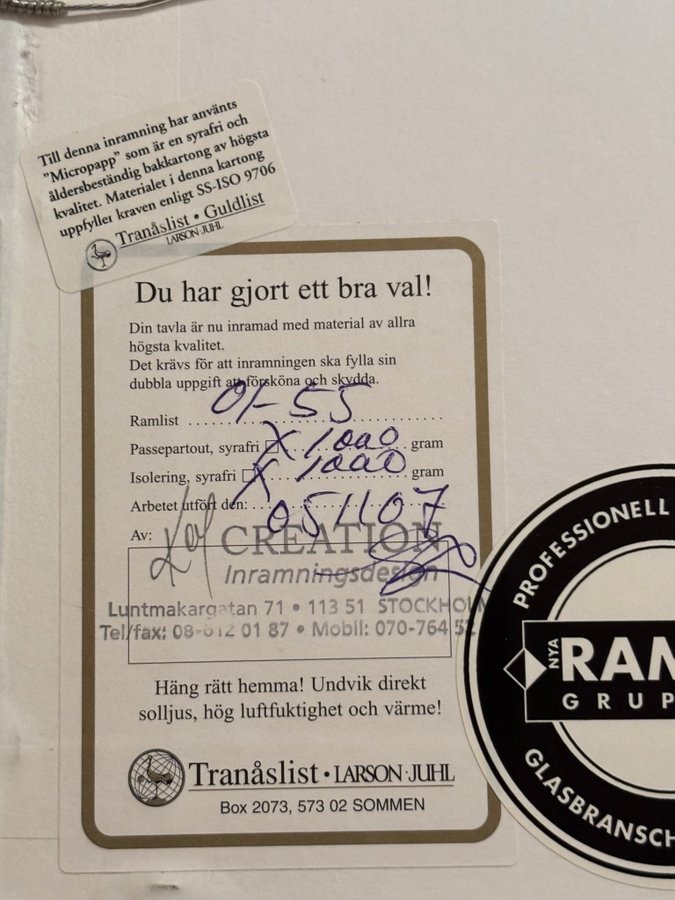 Till denna inramning har använts
"Micropapp" som är en syrafri och
åldersbeständig bakkartong av högsta
kvalitet. Materialet i denna kartong
uppfyller kraven enligt SS-ISO 9706
Tranåslist • Guldlist
LARSON·JUHL
Du har gjort ett bra val!
Din tavla är nu inramad med material av allra
högsta kvalitet.
Det krävs för att inramningen ska fylla sin
dubbla uppgift att försköna och skydda.
Ramlist 01-55
Passepartout, syrafri X 1000 gram
Isolering, syrafri X 1000 gram
Arbetet utfört den: 051107
Av:
CREATION
Inramningsdesign
Luntmakargatan 71 • 113 51 STOCKHOLM
Tel/fax: 08-612 01 87 • Mobil: 070-764 52
Häng rätt hemma! Undvik direkt
solljus, hög luftfuktighet och värme!
Tranåslist • LARSON·JUHL
Box 2073, 573 02 SOMMEN
PROFESSIONELL
NYA
RAM
GRUP
GLASBRANSCH